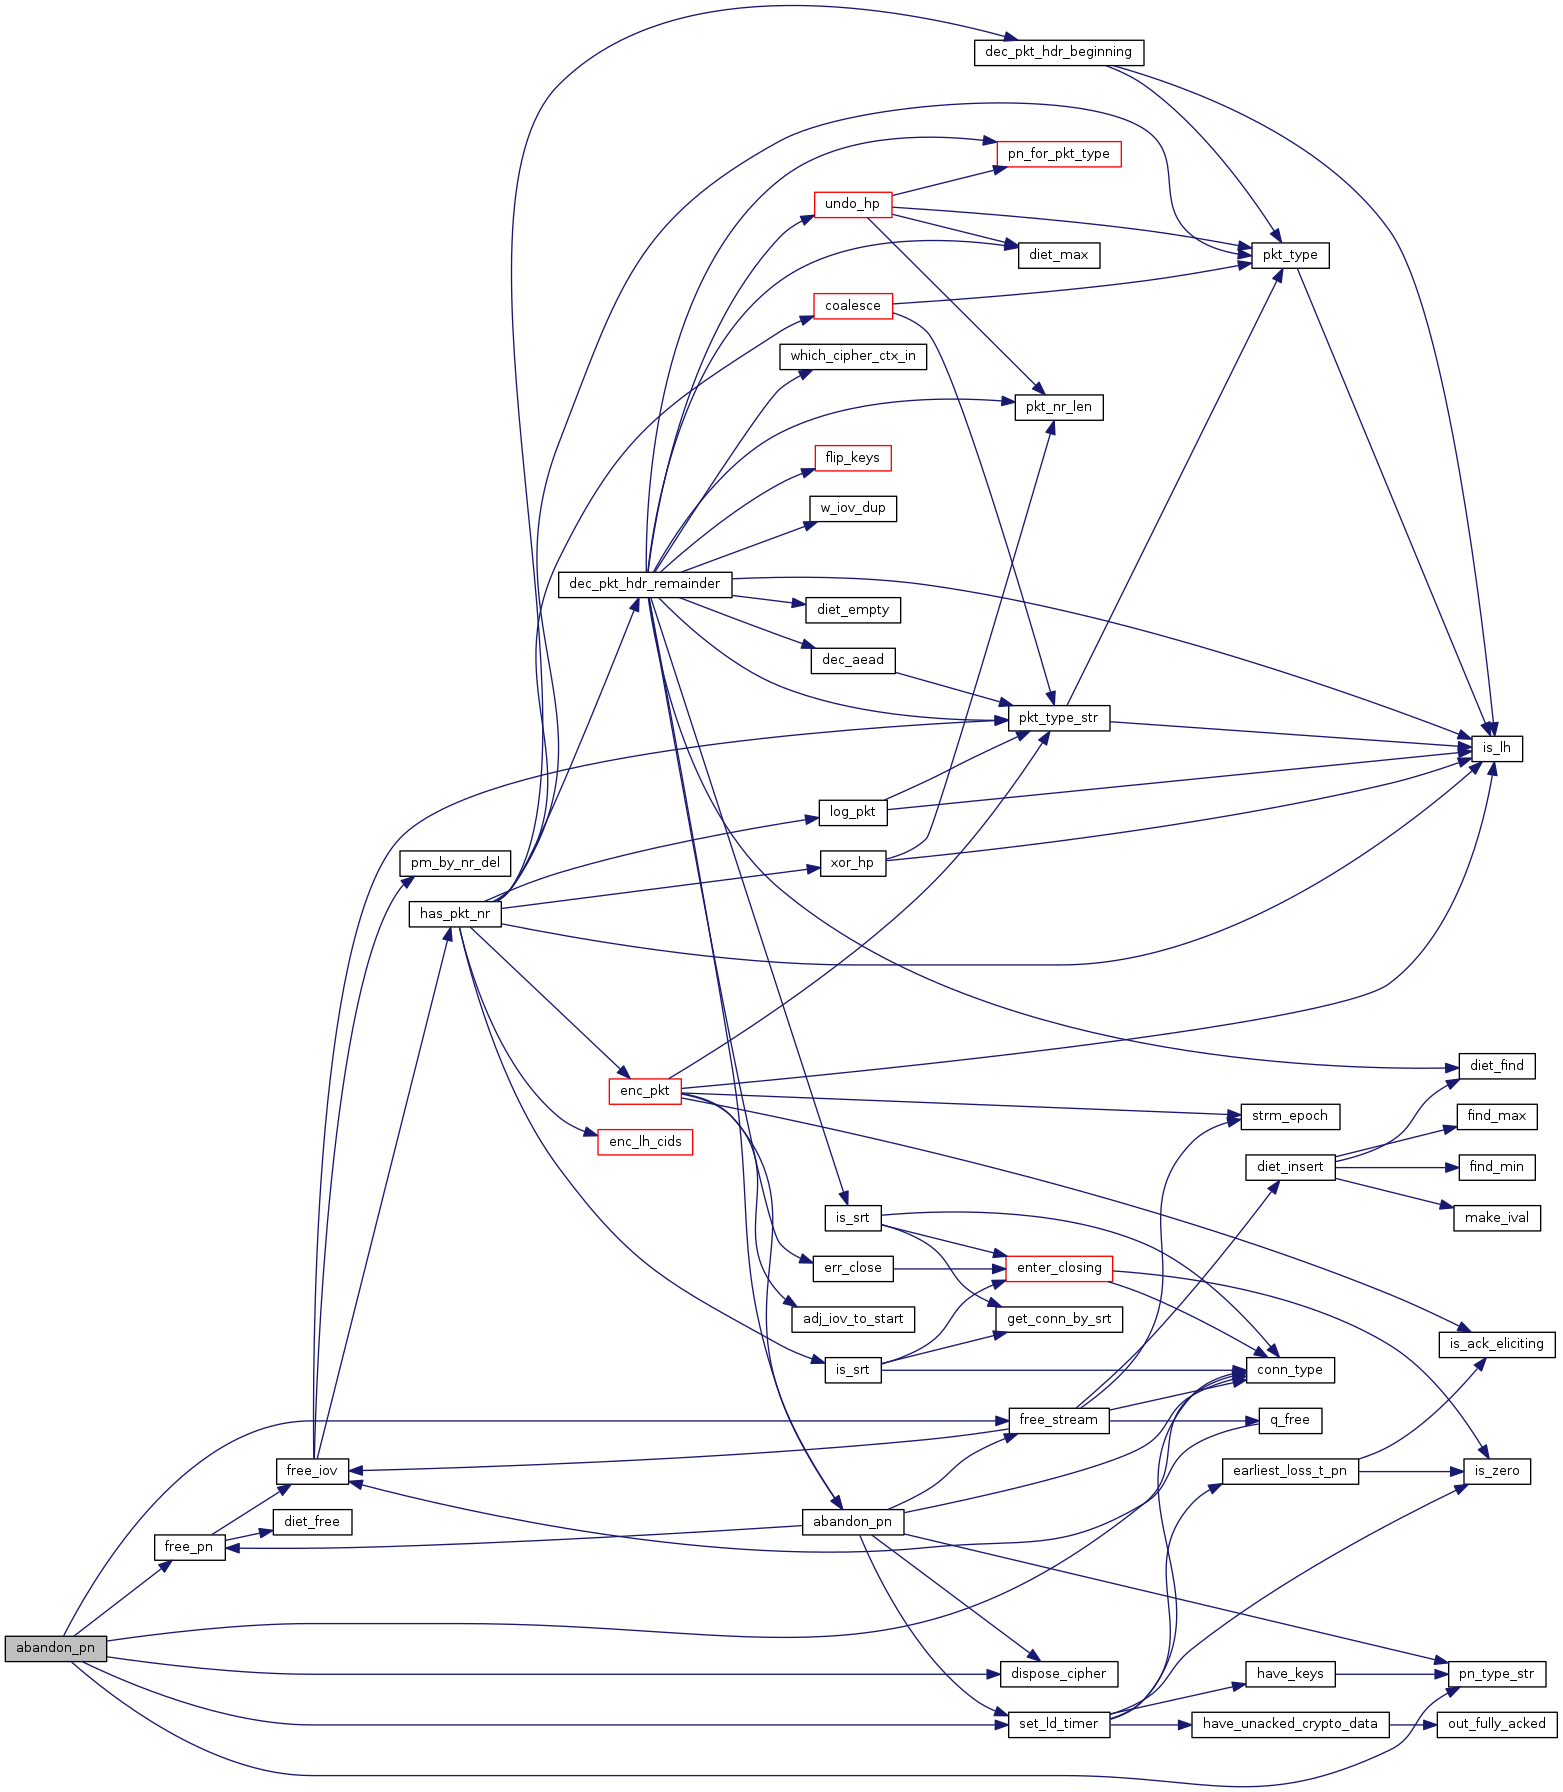 dec_pkt_hdr_beginning
pn_for_pkt_type
undo_hp
diet_max
pkt_type
coalesce
which_cipher_ctx_in
pkt_nr_len
flip_keys
w_iov_dup
dec_pkt_hdr_remainder
diet_empty
dec_aead
pkt_type_str
is_lh
log_pkt
pm_by_nr_del
xor_hp
has_pkt_nr
diet_find
enc_pkt
strm_epoch
find_max
enc_lh_cids
diet_insert
find_min
is_srt
make_ival
err_close
enter_closing
adj_iov_to_start
get_conn_by_srt
is_ack_eliciting
is_srt
conn_type
free_stream
q_free
free_iov
earliest_loss_t_pn
is_zero
diet_free
abandon_pn
free_pn
abandon_pn
dispose_cipher
have_keys
pn_type_str
set_ld_timer
have_unacked_crypto_data
out_fully_acked